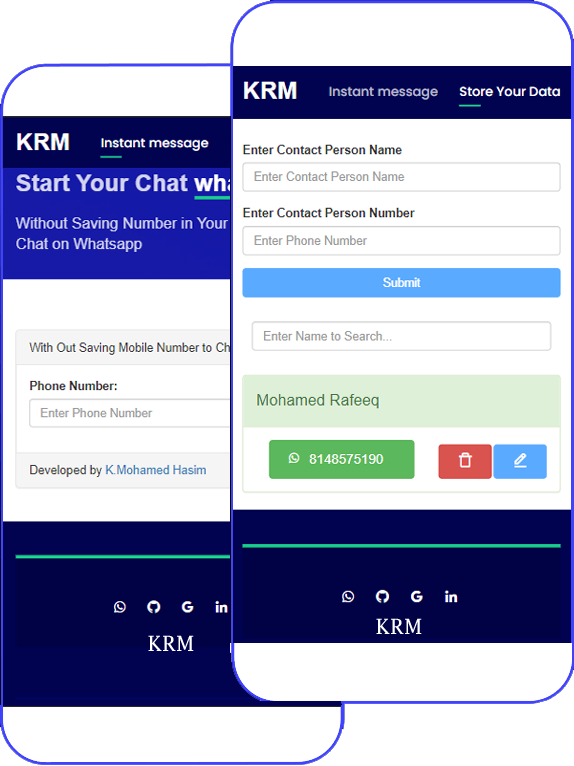 KRM
Instant message
Start Your Chat wha
Without Saving Number in Your
Chat on Whatsapp
With Out Saving Mobile Number to Ch
Phone Number:
Enter Phone Number
Developed by K.Mohamed Hasim
KRM
KRM
Instant message
Store Your Data
Enter Contact Person Name
Enter Contact Person Name
Enter Contact Person Number
Enter Phone Number
Submit
Enter Name to Search...
Mohamed Rafeeq
8148575190
KRM